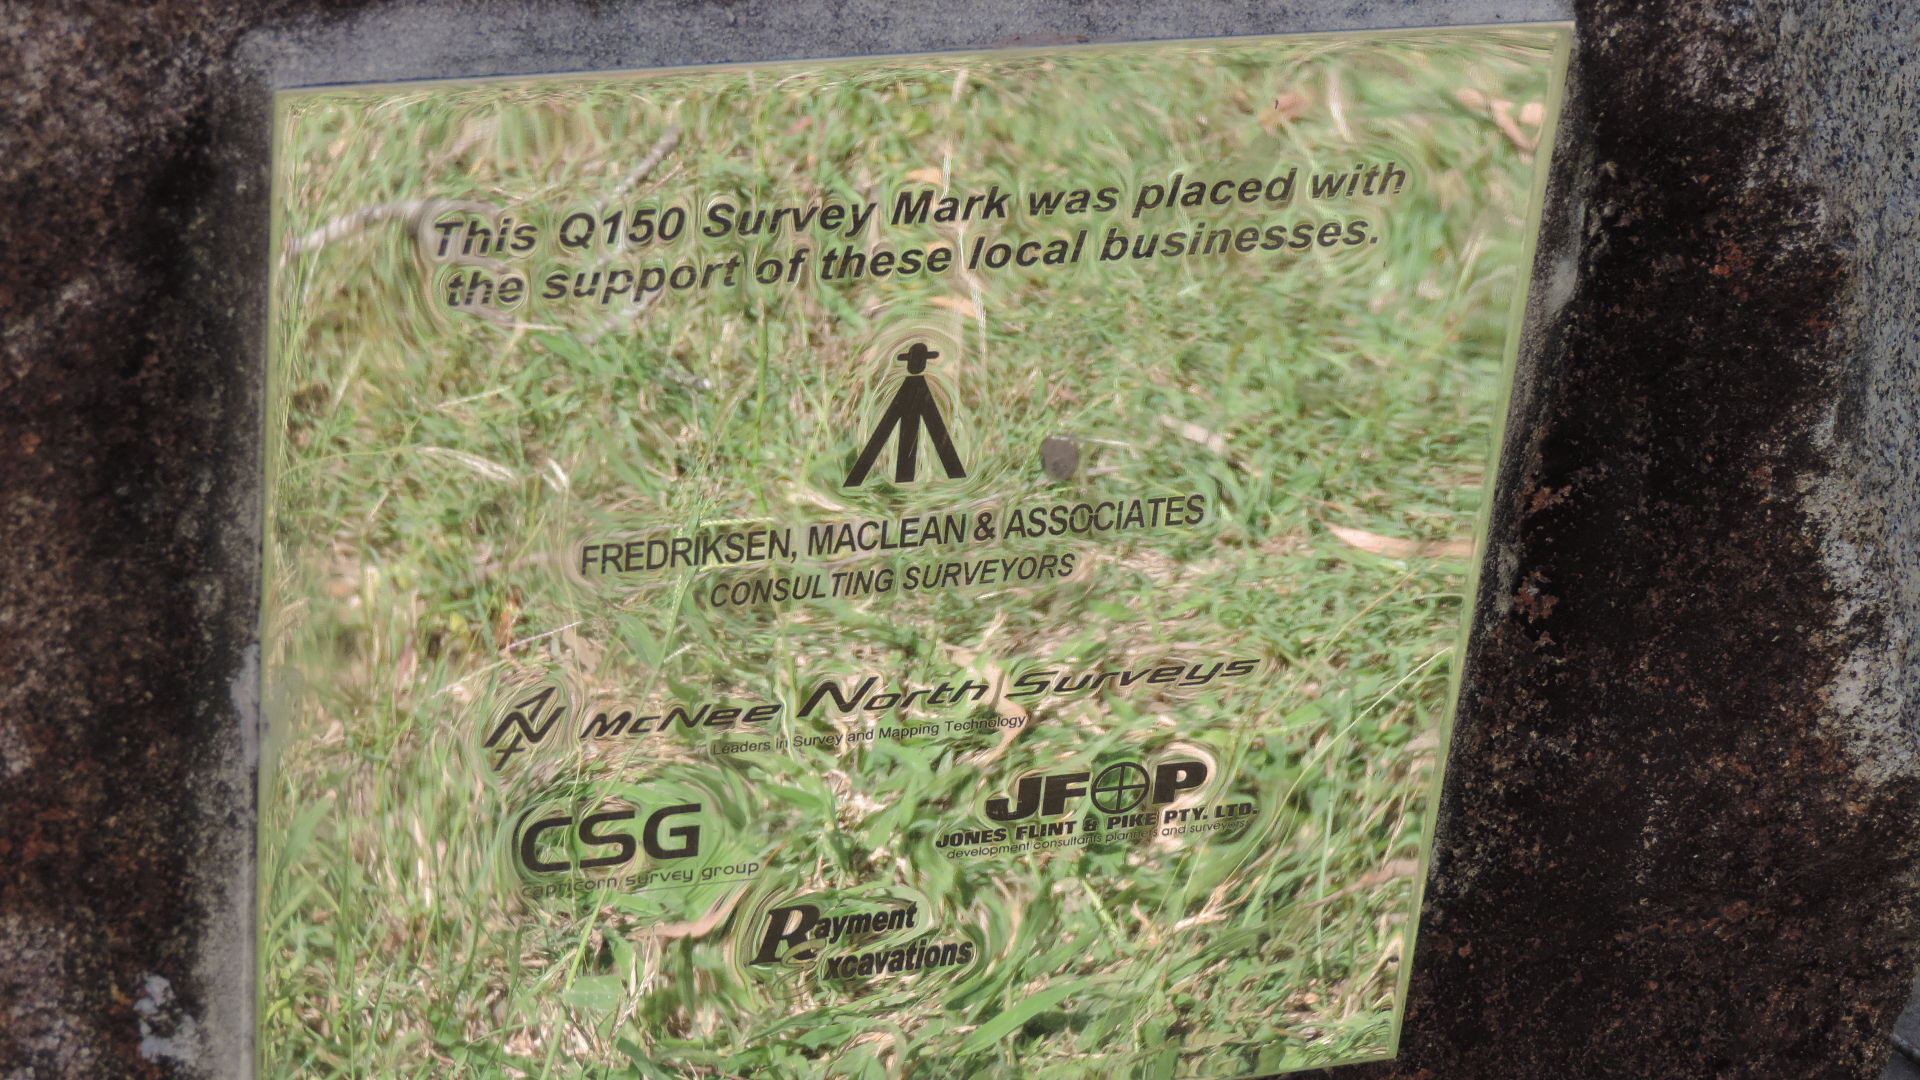 This Q150 Survey Mark was placed with
the support of these local businesses.
FREDRIKSEN, MACLEAN & ASSOCIATES
CONSULTING SURVEYORS
McNee North Surveys
Leaders in Survey and Mapping Technology
CSG
capricorn survey group
JFP
JONES FLINT & PIKE PTY. LTD.
development consultants planners and surveyors
Rayment
Excavations